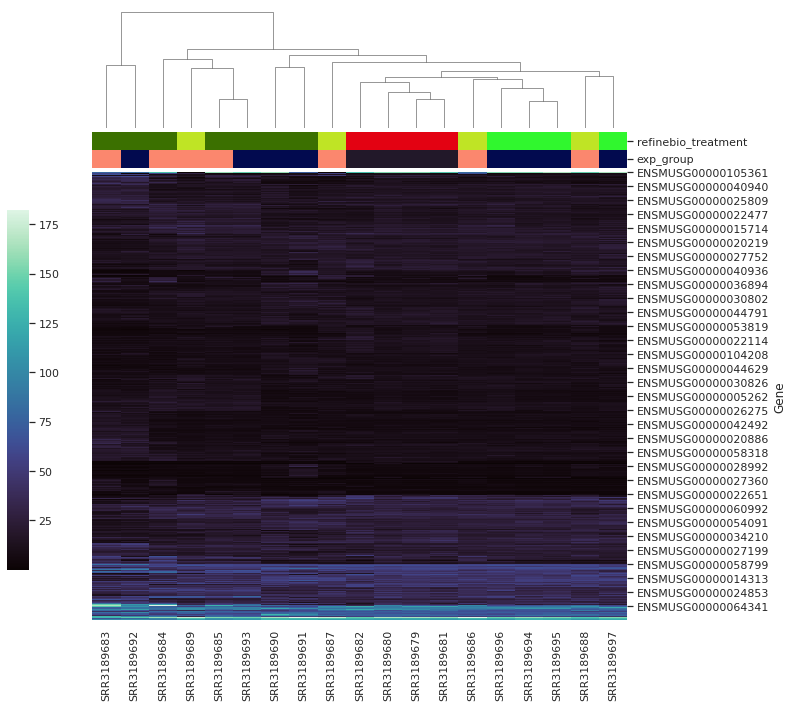 refinebio_treatment
exp_group
ENSMUSG00000105361
ENSMUSG00000040940
ENSMUSG00000025809
ENSMUSG00000022477
ENSMUSG00000015714
ENSMUSG00000020219
ENSMUSG00000027752
ENSMUSG00000040936
ENSMUSG00000036894
ENSMUSG00000030802
ENSMUSG00000044791
ENSMUSG00000053819
ENSMUSG00000022114
ENSMUSG00000104208
ENSMUSG00000044629
ENSMUSG00000030826
ENSMUSG00000005262
ENSMUSG00000026275
ENSMUSG00000042492
ENSMUSG00000020886
ENSMUSG00000058318
ENSMUSG00000028992
ENSMUSG00000027360
ENSMUSG00000022651
ENSMUSG00000060992
ENSMUSG00000054091
ENSMUSG00000034210
ENSMUSG00000027199
ENSMUSG00000058799
ENSMUSG00000014313
ENSMUSG00000024853
ENSMUSG00000064341
Gene
175
150
125
100
75
50
25
SRR3189683
SRR3189692
SRR3189684
SRR3189689
SRR3189685
SRR3189693
SRR3189690
SRR3189691
SRR3189687
SRR3189682
SRR3189680
SRR3189679
SRR3189681
SRR3189686
SRR3189696
SRR3189694
SRR3189695
SRR3189688
SRR3189697